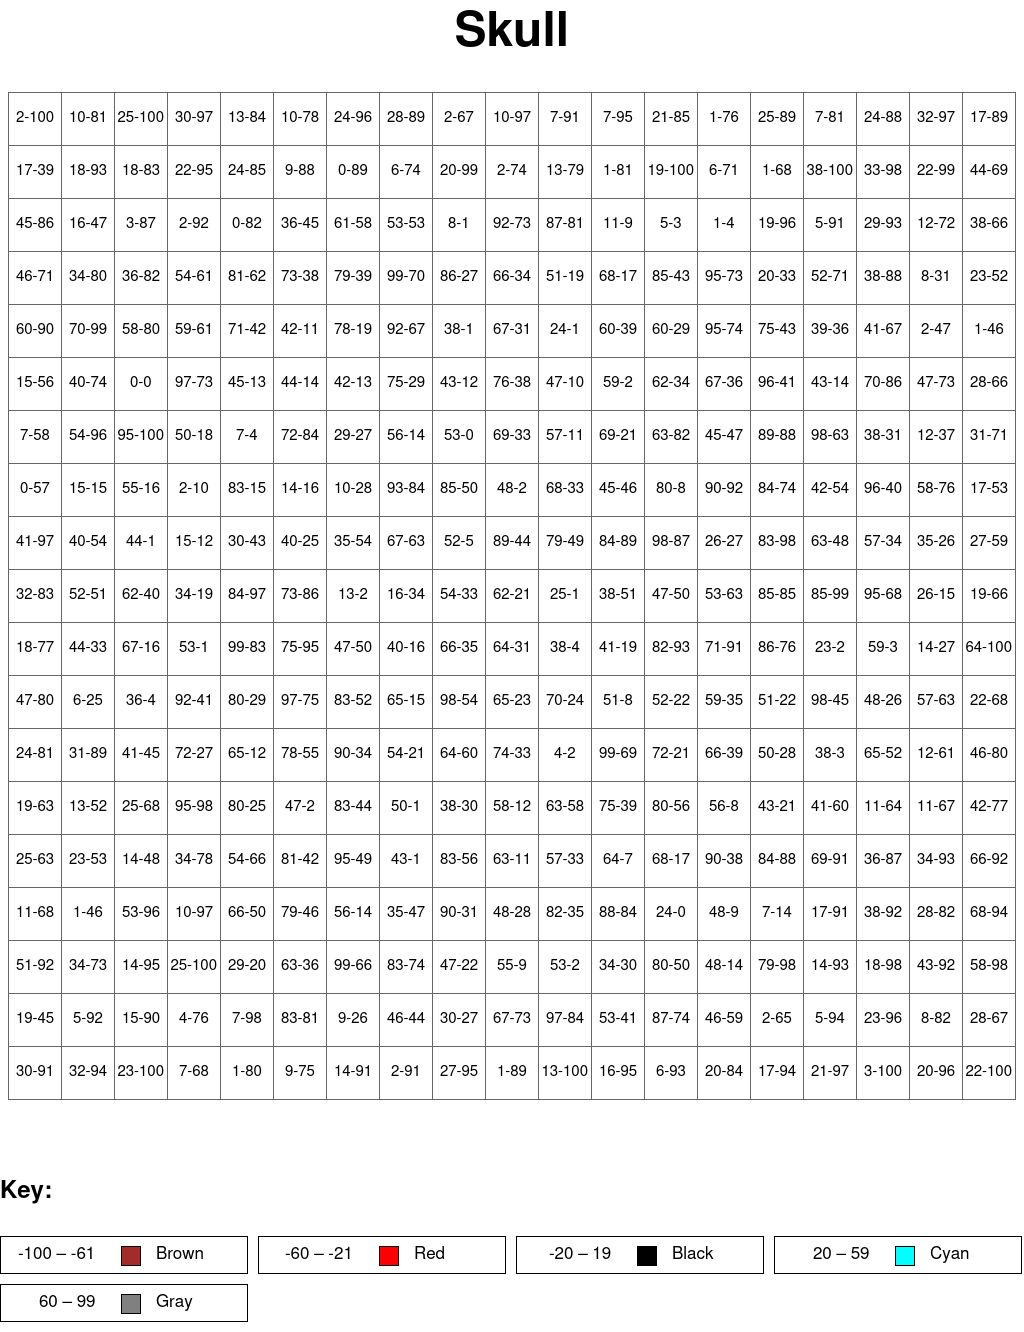 Skull
2-100 10-81 25-100 30-97 13-84 10-78 24-96 28-89 2-67 10-97 7-91 7-95 21-85 1-76 25-89 7-81 24-88 32-97 17-89
17-39 18-93 18-83 22-95 24-85 9-88 0-89 6-74 20-99 2-74 13-79 1-81 19-100 6-71 1-68 38-100 33-98 22-99 44-69
45-86 16-47 3-87 2-92 0-82 36-45 61-58 53-53 8-1 92-73 87-81 11-9 5-3 1-4 19-96 5-91 29-93 12-72 38-66
46-71 34-80 36-82 54-61 81-62 73-38 79-39 99-70 86-27 66-34 51-19 68-17 85-43 95-73 20-33 52-71 38-88 8-31 23-52
60-90 70-99 58-80 59-61 71-42 42-11 78-19 92-67 38-1 67-31 24-1 60-39 60-29 95-74 75-43 39-36 41-67 2-47 1-46
15-56 40-74 0-0 97-73 45-13 44-14 42-13 75-29 43-12 76-38 47-10 59-2 62-34 67-36 96-41 43-14 70-86 47-73 28-66
7-58 54-96 95-100 50-18 7-4 72-84 29-27 56-14 53-0 69-33 57-11 69-21 63-82 45-47 89-88 98-63 38-31 12-37 31-71
0-57 15-15 55-16 2-10 83-15 14-16 10-28 93-84 85-50 48-2 68-33 45-46 80-8 90-92 84-74 42-54 96-40 58-76 17-53
41-97 40-54 44-1 15-12 30-43 40-25 35-54 67-63 52-5 89-44 79-49 84-89 98-87 26-27 83-98 63-48 57-34 35-26 27-59
32-83 52-51 62-40 34-19 84-97 73-86 13-2 16-34 54-33 62-21 25-1 38-51 47-50 53-63 85-85 85-99 95-68 26-15 19-66
18-77 44-33 67-16 53-1 99-83 75-95 47-50 40-16 66-35 64-31 38-4 41-19 82-93 71-91 86-76 23-2 59-3 14-27 64-100
47-80 6-25 36-4 92-41 80-29 97-75 83-52 65-15 98-54 65-23 70-24 51-8 52-22 59-35 51-22 98-45 48-26 57-63 22-68
24-81 31-89 41-45 72-27 65-12 78-55 90-34 54-21 64-60 74-33 4-2 99-69 72-21 66-39 50-28 38-3 65-52 12-61 46-80
19-63 13-52 25-68 95-98 80-25 47-2 83-44 50-1 38-30 58-12 63-58 75-39 80-56 56-8 43-21 41-60 11-64 11-67 42-77
25-63 23-53 14-48 34-78 54-66 81-42 95-49 43-1 83-56 63-11 57-33 64-7 68-17 90-38 84-88 69-91 36-87 34-93 66-92
11-68 1-46 53-96 10-97 66-50 79-46 56-14 35-47 90-31 48-28 82-35 88-84 24-0 48-9 7-14 17-91 38-92 28-82 68-94
51-92 34-73 14-95 25-100 29-20 63-36 99-66 83-74 47-22 55-9 53-2 34-30 80-50 48-14 79-98 14-93 18-98 43-92 58-98
19-45 5-92 15-90 4-76 7-98 83-81 9-26 46-44 30-27 67-73 97-84 53-41 87-74 46-59 2-65 5-94 23-96 8-82 28-67
30-91 32-94 23-100 7-68 1-80 9-75 14-91 2-91 27-95 1-89 13-100 16-95 6-93 20-84 17-94 21-97 3-100 20-96 22-100
Key:
-100 – -61 Brown -60 – -21 Red -20 – 19 Black 20 – 59 Cyan
60 – 99 Gray